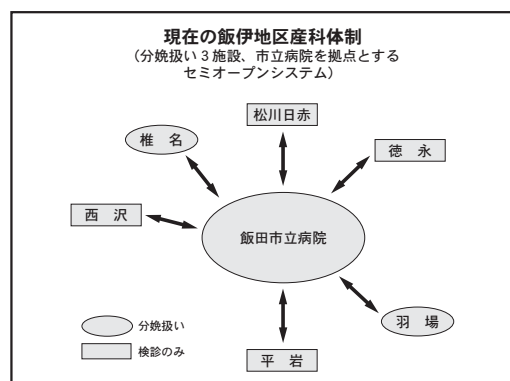 現在の飯伊地区産科体制
(分娩扱い3施設、市立病院を拠点とする
セミオープンシステム)
松川日赤
椎 名
徳 永
西 沢
飯田市立病院
羽 場
平 岩
分娩扱い
検診のみ